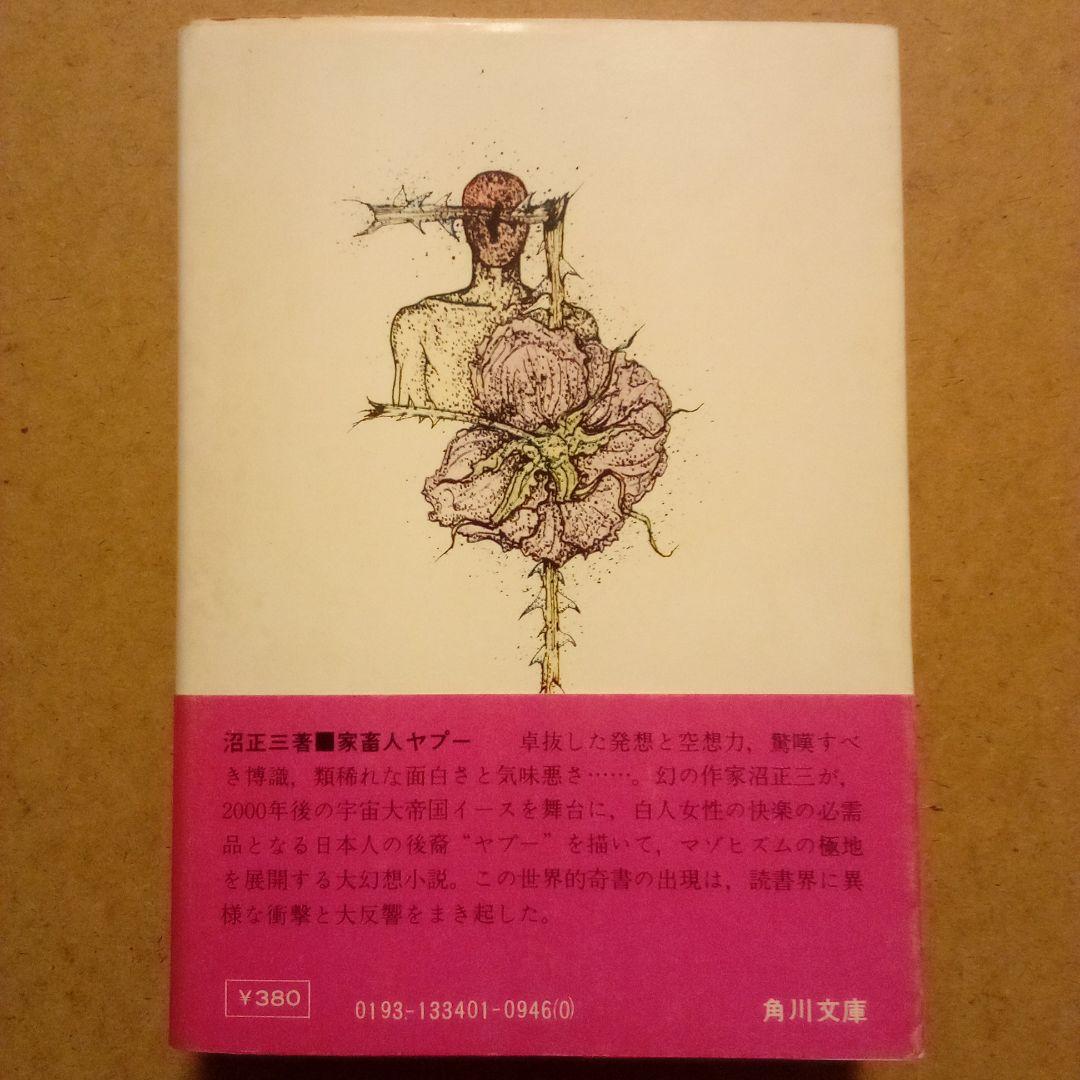 沼正三著■家畜人ヤプー　卓抜した発想と空想力，驚嘆すべ
き博識，類稀れな面白さと気味悪さ……。幻の作家沼正三が，
2000年後の宇宙大帝国イースを舞台に，白人女性の快楽の必需
品となる日本人の後裔“ヤプー”を描いて，マゾヒズムの極地
を展開する大幻想小説。この世界的奇書の出現は，読書界に異
様な衝撃と大反響をまき起した。
￥380
0193-133401-0946(0)
角川文庫